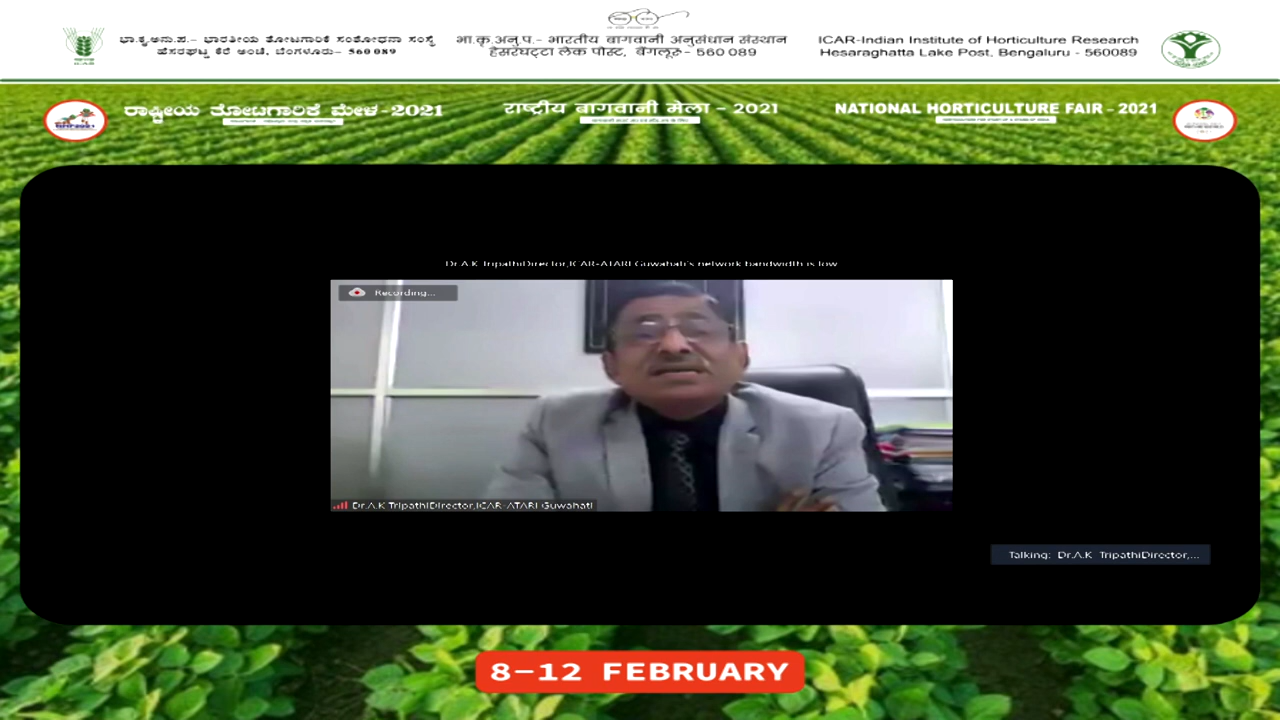 ಭಾ.ಕೃ.ಅನು.ಪ.- ಭಾರತೀಯ ತೋಟಗಾರಿಕೆ ಸಂಶೋಧನಾ ಸಂಸ್ಥೆ
ಹೆಸರಘಟ್ಟ ಕೆರೆ ಅಂಚೆ, ಬೆಂಗಳೂರು- 560 089
भा.कृ.अनु.प.- भारतीय बागवानी अनुसंधान संस्थान
हेसरघट्टा लेक पोस्ट, बेंगलूरु - 560 089
ICAR-Indian Institute of Horticulture Research
Hesaraghatta Lake Post, Bengaluru - 560089
ರಾಷ್ಟ್ರೀಯ ತೋಟಗಾರಿಕೆ ಮೇಳ -2021
राष्ट्रीय बागवानी मेला - 2021
NATIONAL HORTICULTURE FAIR - 2021
Dr.A.K TripathiDirector,ICAR-ATARI Guwahati's network bandwidth is low
Recording...
Dr.A.K TripathiDirector,ICAR-ATARI Guwahati
Talking: Dr.A.K TripathiDirector,...
8-12 FEBRUARY